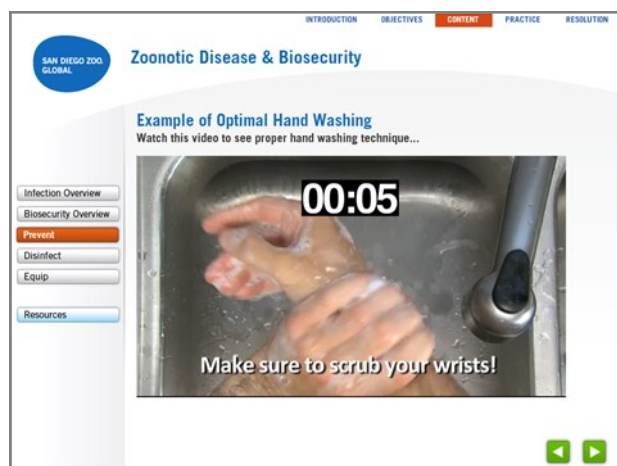 INTRODUCTION OBJECTIVES CONTENT PRACTICE RESOLUTION
SAN DIEGO ZOO.
GLOBAL
Zoonotic Disease & Biosecurity
Example of Optimal Hand Washing
Watch this video to see proper hand washing technique...
00:05
Infection Overview
Biosecurity Overview
Prevent
Disinfect
Equip
Resources
Make sure to scrub your wrists!